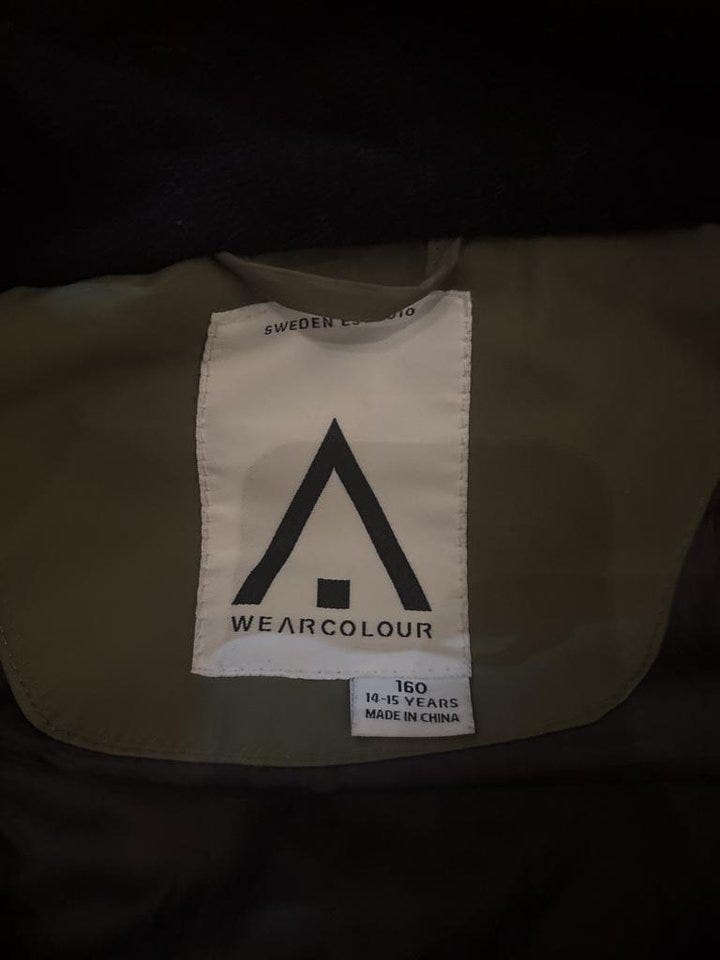 SWEDEN
WEARCOLOUR
160
14-15 YEARS
MADE IN CHINA